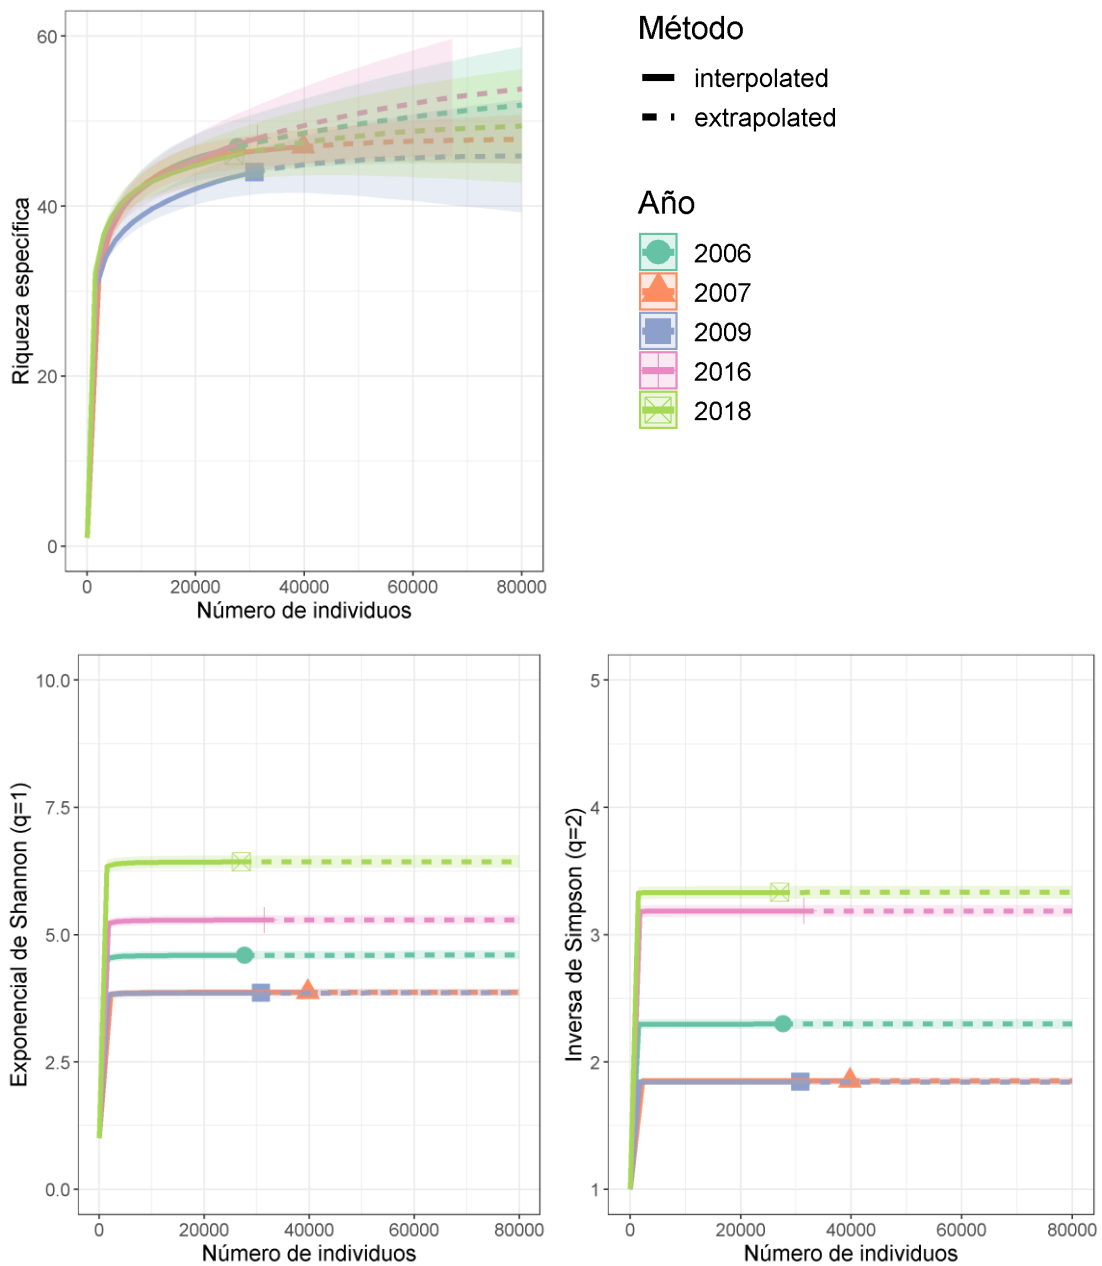 Riqueza específica
60
40
20
0
0 20000 40000 60000 80000
Número de individuos
Método
interpolated
extrapolated
Año
2006
2007
2009
2016
2018
Exponencial de Shannon (q=1)
10.0
7.5
5.0
2.5
0.0
0 20000 40000 60000 80000
Número de individuos
Inversa de Simpson (q=2)
5
4
3
2
1
0 20000 40000 60000 80000
Número de individuos